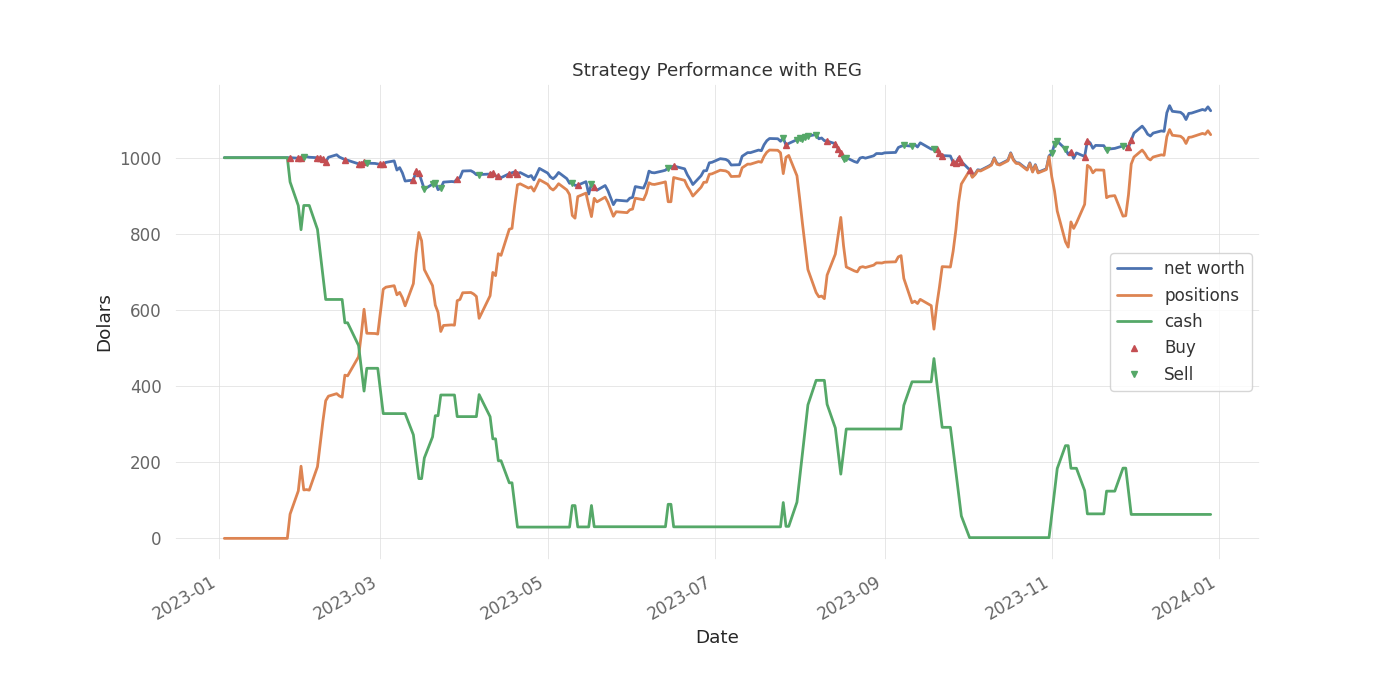 Strategy Performance with REG
Dolars
1000
800
600
400
200
0
net worth
positions
cash
Buy
Sell
2023-01
2023-03
2023-05
2023-07
2023-09
2023-11
2024-01
Date